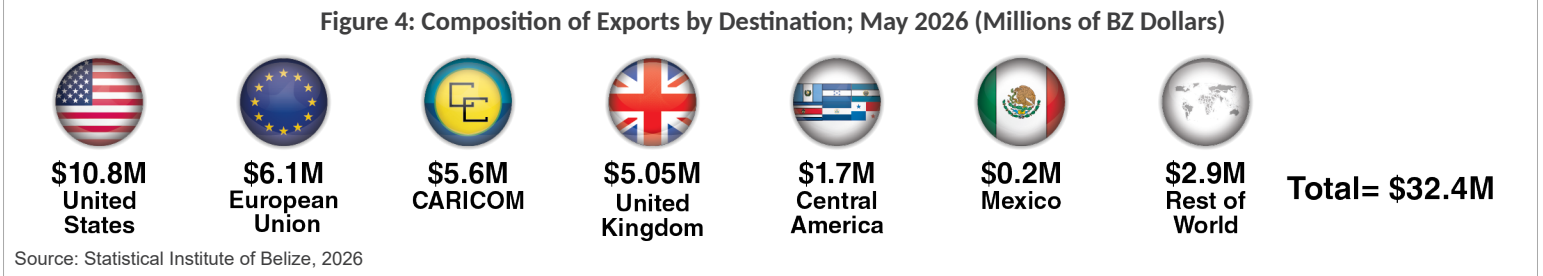 Figure 4: Composition of Exports by Destination; May 2026 (Millions of BZ Dollars)
$10.8M
United
States
$6.1M
European
Union
$5.6M
CARICOM
$5.05M
United
Kingdom
$1.7M
Central
America
$0.2M
Mexico
$2.9M
Rest of
World
Total= $32.4M
Source: Statistical Institute of Belize, 2026